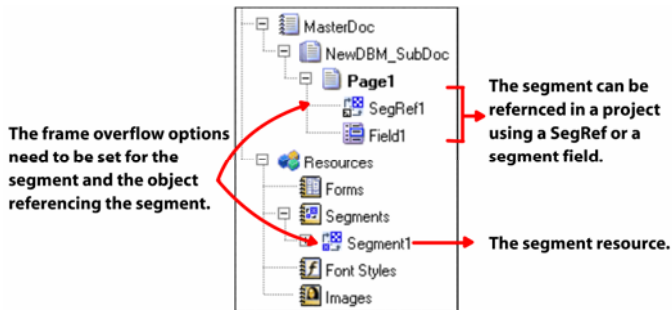 MasterDoc
NewDBM_SubDoc
Page1
SegRef1
Field1
Resources
Forms
Segments
Segment1
Font Styles
Images
The frame overflow options
need to be set for the
segment and the object
referencing the segment.
The segment can be
refernced in a project
using a SegRef or a
segment field.
The segment resource.